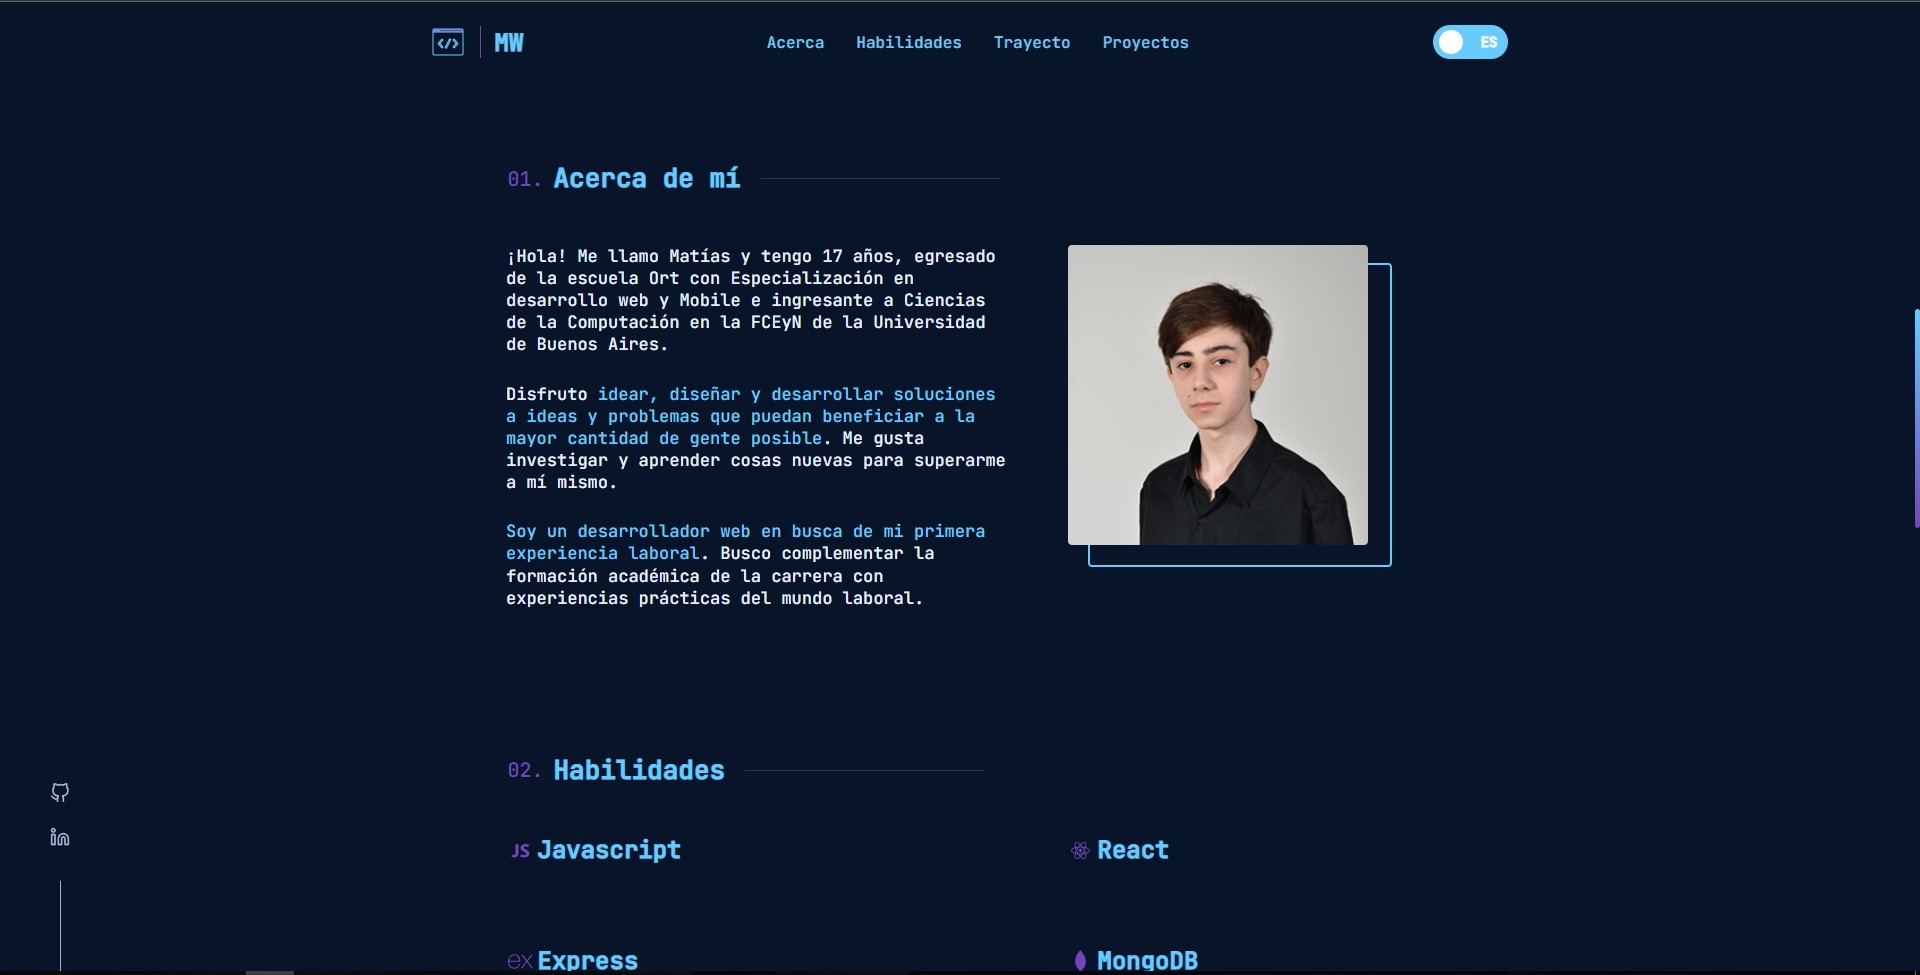 </> MW
Acerca Habilidades Trayecto Proyectos
ES
01. Acerca de mí
¡Hola! Me llamo Matías y tengo 17 años, egresado
de la escuela Ort con Especialización en
desarrollo web y Mobile e ingresante a Ciencias
de la Computación en la FCEyN de la Universidad
de Buenos Aires.
Disfruto idear, diseñar y desarrollar soluciones
a ideas y problemas que puedan beneficiar a la
mayor cantidad de gente posible. Me gusta
investigar y aprender cosas nuevas para superarme
a mí mismo.
Soy un desarrollador web en busca de mi primera
experiencia laboral. Busco complementar la
formación académica de la carrera con
experiencias prácticas del mundo laboral.
02. Habilidades
in
JS Javascript
React
ex Express
MongoDB